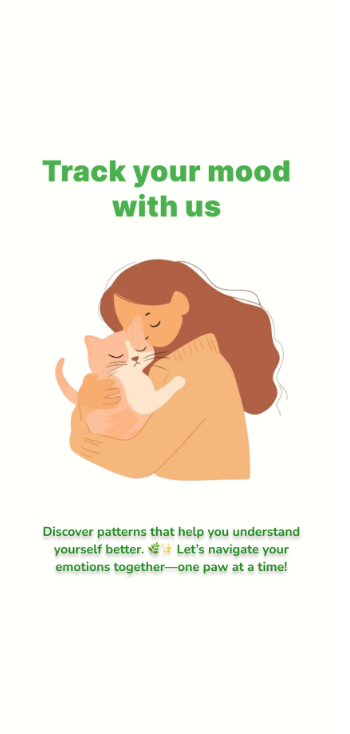 Track your mood
with us
Discover patterns that help you understand
yourself better. 🌿✨ Let's navigate your
emotions together—one paw at a time!